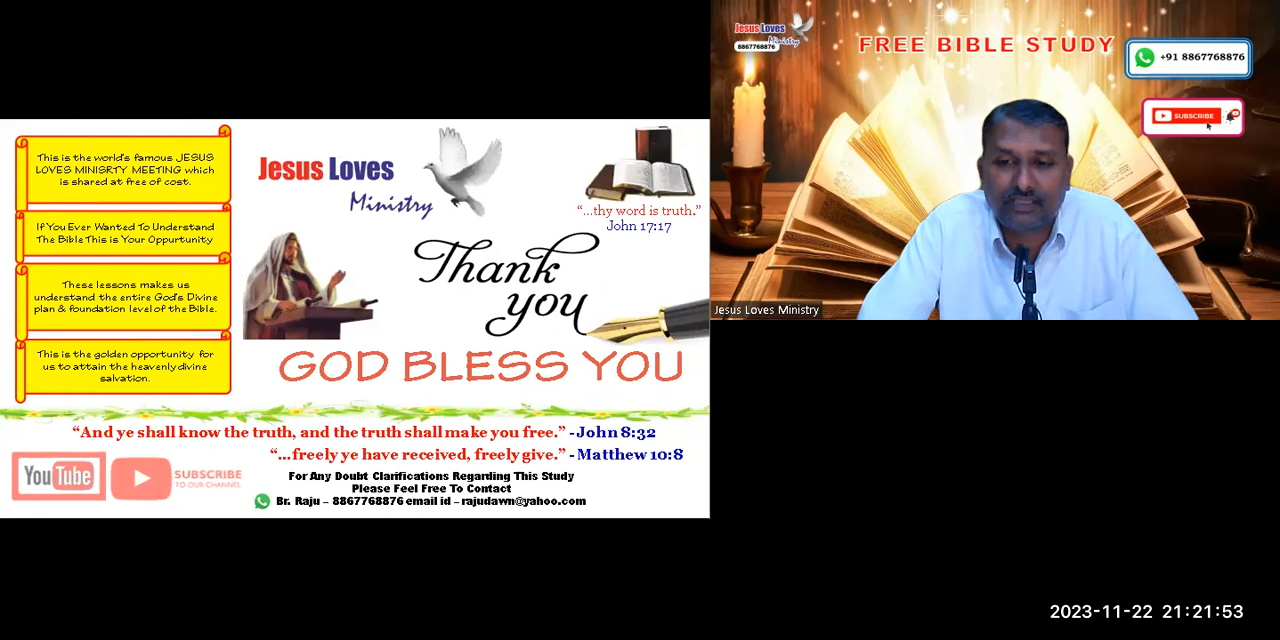 This is the world's famous JESUS
LOVES MINISRTY MEETING which
is shared at free of cost.
If You Ever Wanted To Understand
The Bible This is Your Oppurtunity
These lessons makes us
understand the entire God's Divine
plan & foundation level of the Bible.
This is the golden opportunity for
us to attain the heavenly divine
salvation.
Jesus Loves
Ministry
"...thy word is truth."
John 17:17
Thank
you
GOD BLESS YOU
"And ye shall know the truth, and the truth shall make you free." - John 8:32
"...freely ye have received, freely give." - Matthew 10:8
YouTube
SUBSCRIBE
TO OUR CHANNEL
For Any Doubt Clarifications Regarding This Study
Please Feel Free To Contact
Br. Raju – 8867768876 email id – rajudawn@yahoo.com
Jesus Loves
Ministry
8867768876
FREE BIBLE STUDY
+91 8867768876
SUBSCRIBE
Jesus Loves Ministry
2023-11-22 21:21:53